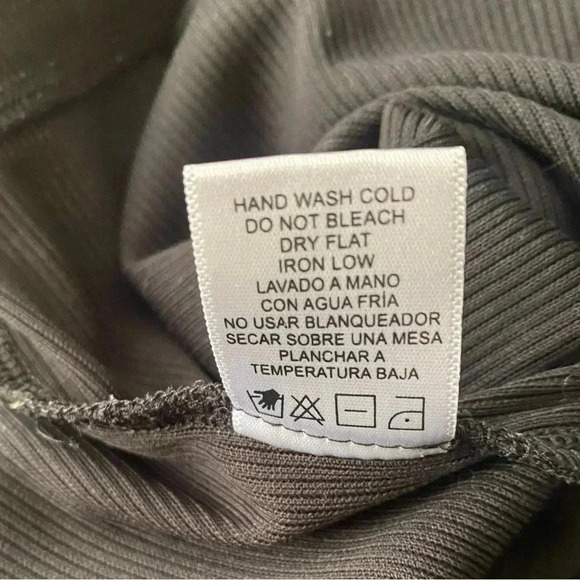 HAND WASH COLD
DO NOT BLEACH
DRY FLAT
IRON LOW
LAVADO A MANO
CON AGUA FRÍA
NO USAR BLANQUEADOR
SECAR SOBRE UNA MESA
PLANCHAR A
TEMPERATURA BAJA